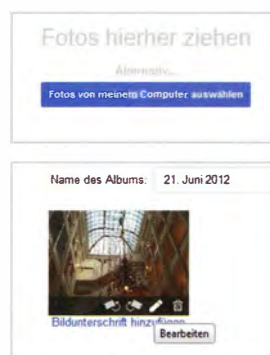 Fotos hierher ziehen
Alternativ...
Fotos von meinem Computer auswählen
Name des Albums: 21. Juni 2012
Bildunterschrift hinzufügen
Bearbeiten